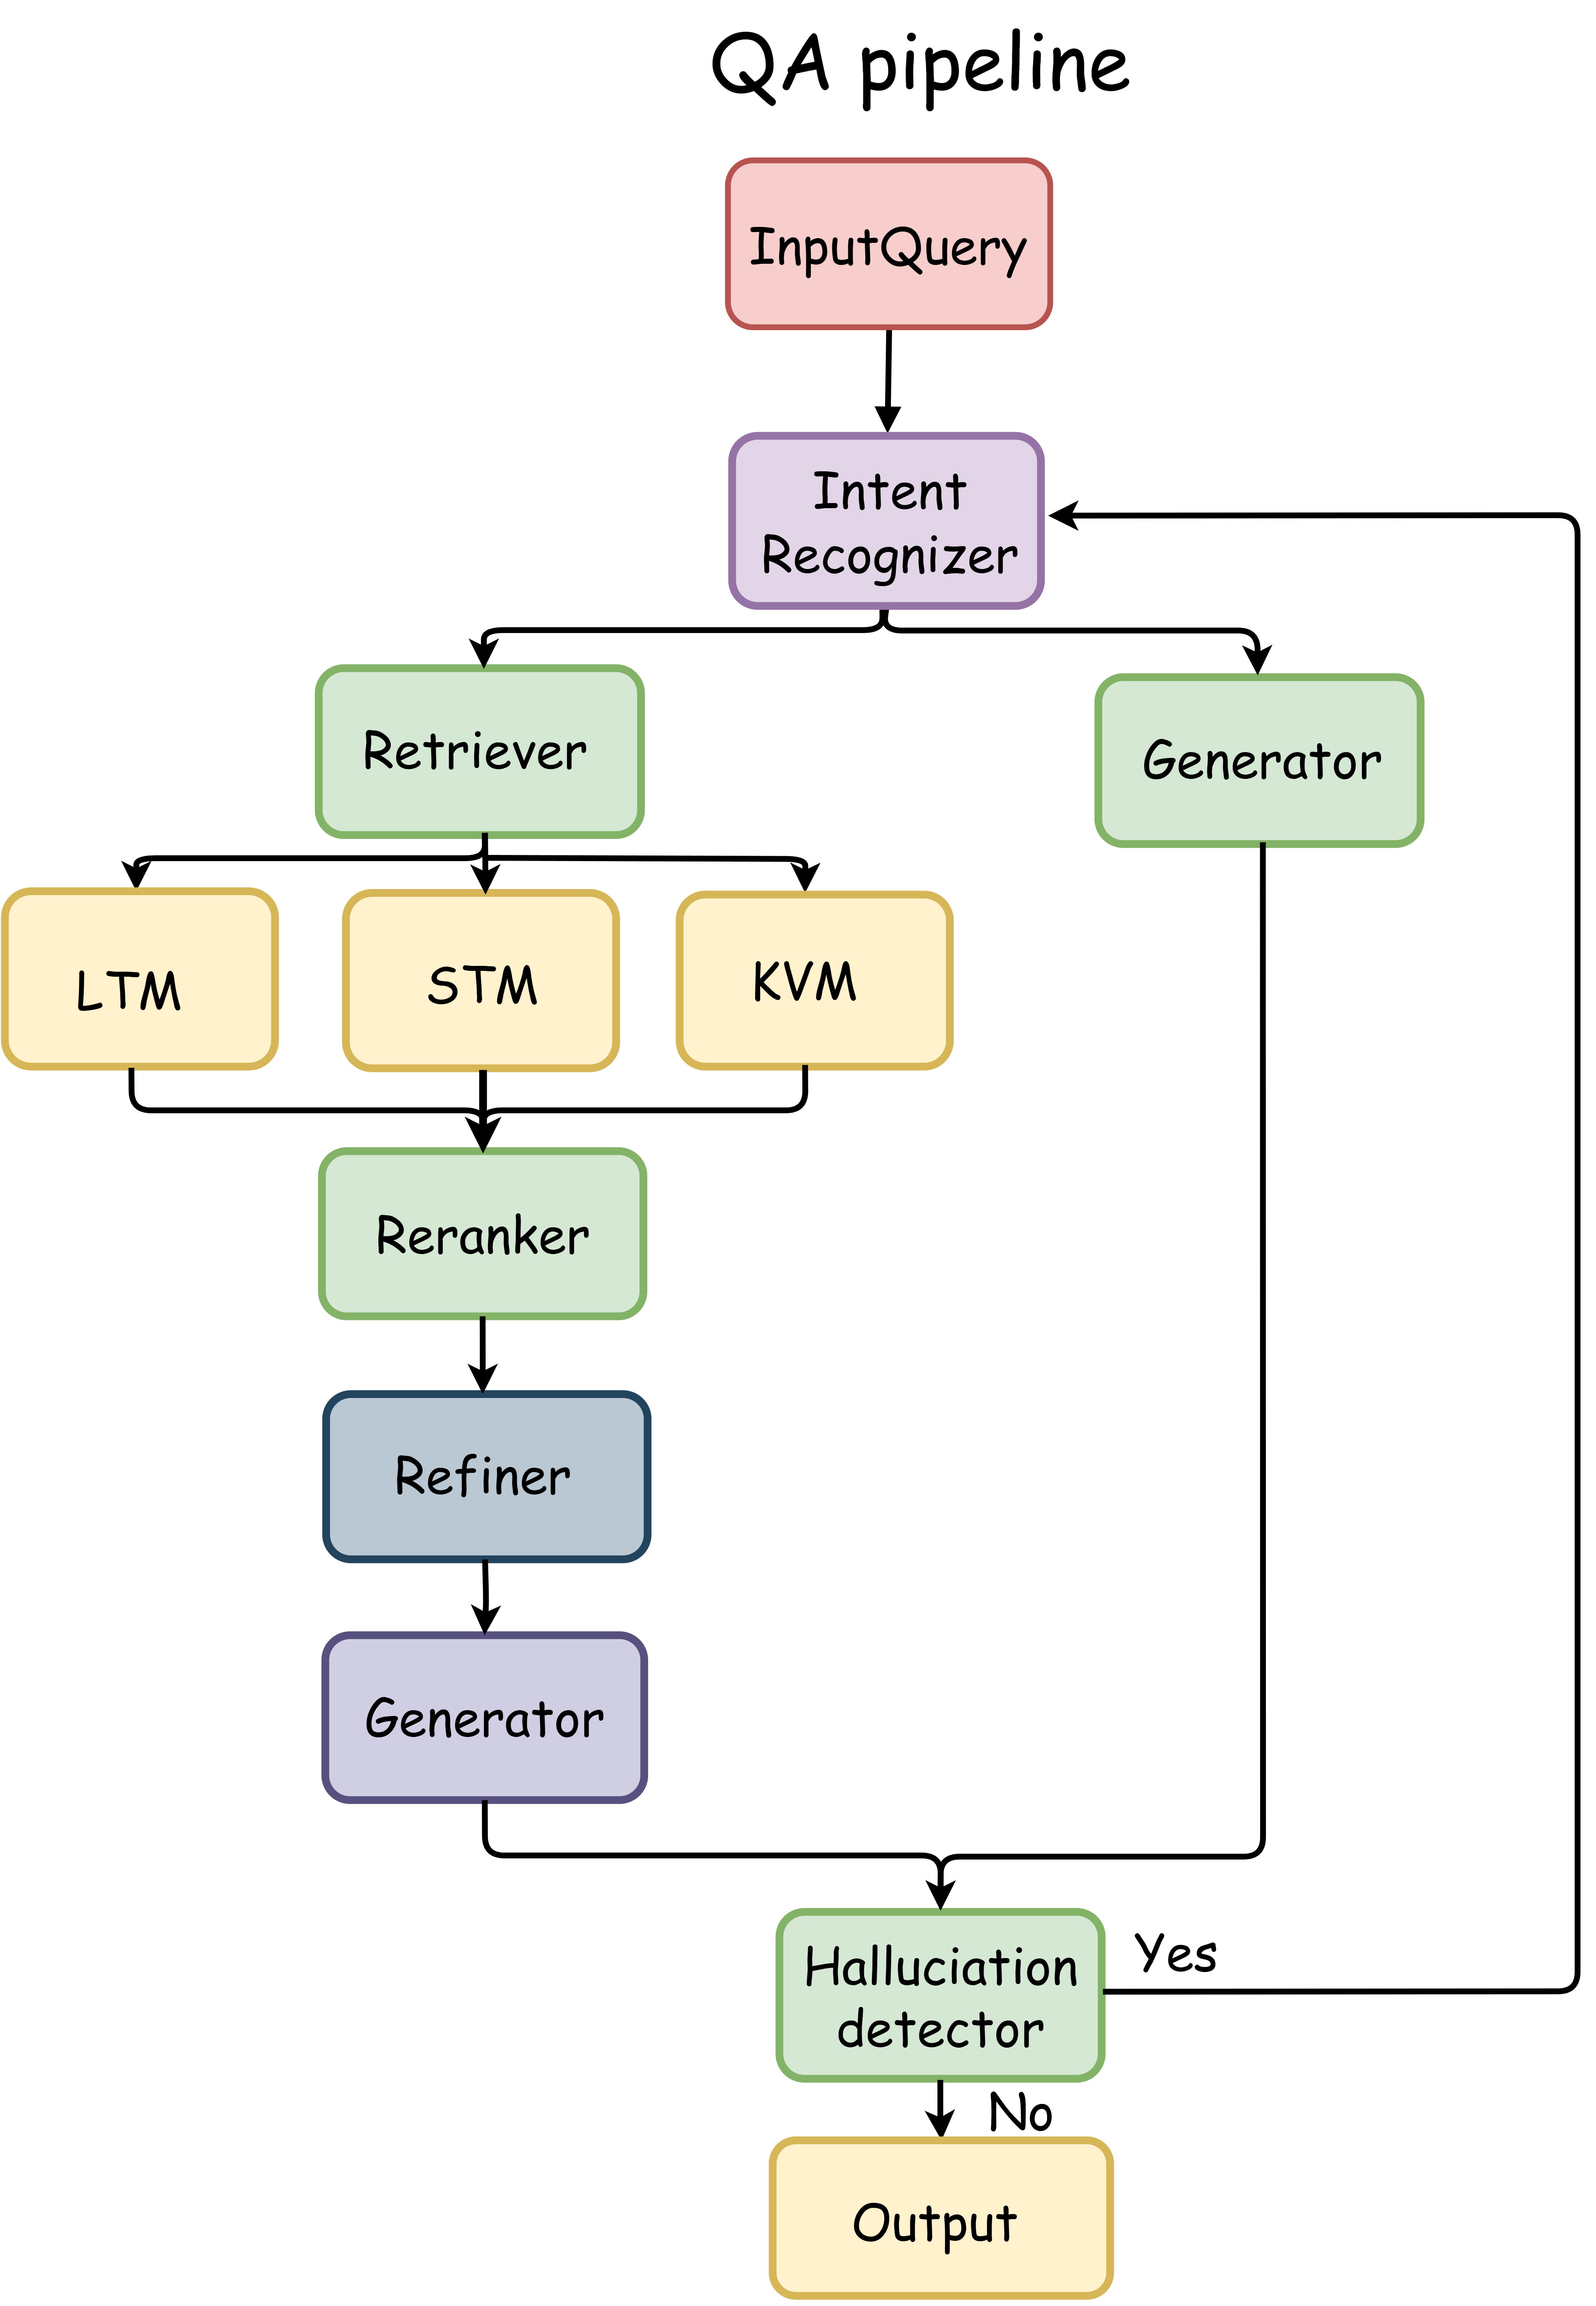 QA pipeline
InputQuery
Intent
Recognizer
Retriever
Generator
LTM
STM
KVM
Reranker
Refiner
Generator
Halluciation
detector
Yes
No
Output